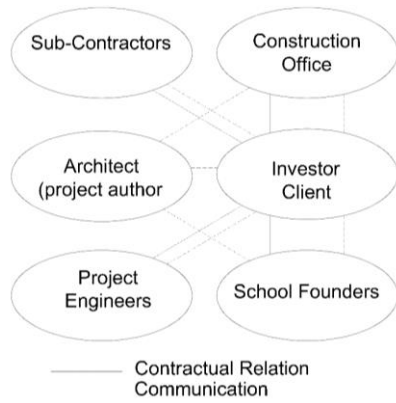 Sub-Contractors
Construction
Office
Architect
(project author
Investor
Client
Project
Engineers
School Founders
Contractual Relation
Communication